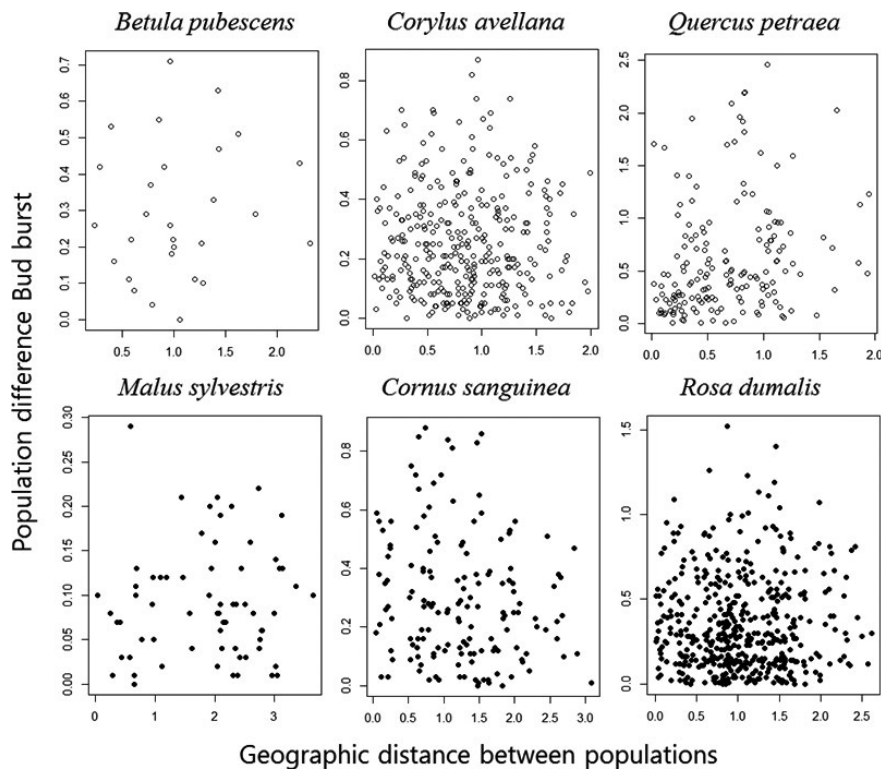 Betula pubescens
Corylus avellana
Quercus petraea
0.0 0.1 0.2 0.3 0.4 0.5 0.6 0.7
0.5 1.0 1.5 2.0
0.0 0.2 0.4 0.6 0.8
0.0 0.5 1.0 1.5 2.0
0.0 0.5 1.0 1.5 2.0 2.5
0.0 0.5 1.0 1.5 2.0
Malus sylvestris
Cornus sanguinea
Rosa dumalis
0.00 0.05 0.10 0.15 0.20 0.25 0.30
0 1 2 3
0.0 0.2 0.4 0.6 0.8
0.0 0.5 1.0 1.5 2.0 2.5 3.0
0.0 0.5 1.0 1.5
0.0 0.5 1.0 1.5 2.0 2.5
Population difference Bud burst
Geographic distance between populations